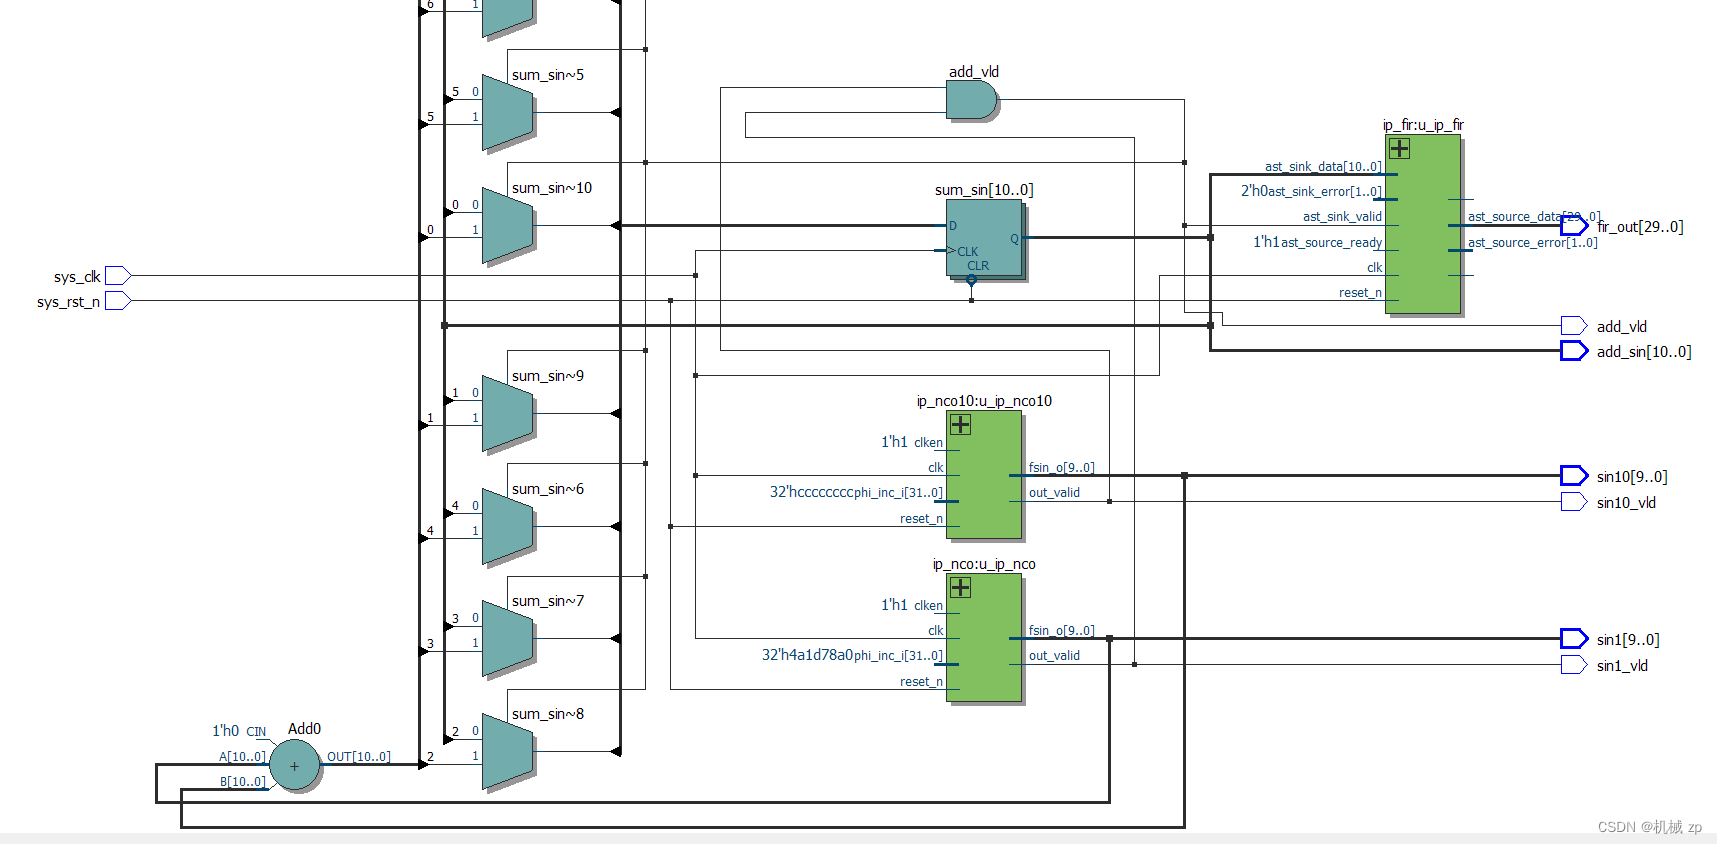 6 1
sum_sin~5
5 0
5 1
sum_sin~10
0 0
0 1
sys_clk
sys_rst_n
sum_sin~9
1 0
1 1
sum_sin~6
4 0
4 1
sum_sin~7
3 0
3 1
sum_sin~8
2 0
2 1
1'h0 CIN
Add0
A[10..0]
OUT[10..0]
+
B[10..0]
add_vld
sum_sin[10..0]
D
Q
CLK
CLR
ip_fir:u_ip_fir
ast_sink_data[10..0]
2'h0 ast_sink_error[1..0]
ast_sink_valid
1'h1 ast_source_ready
clk
reset_n
ast_source_data[29..0]
fir_out[29..0]
ast_source_error[1..0]
add_vld
add_sin[10..0]
ip_nco10:u_ip_nco10
1'h1 clken
clk
fsin_o[9..0]
32'hcccccccc phi_inc_i[31..0]
out_valid
reset_n
sin10[9..0]
sin10_vld
ip_nco:u_ip_nco
1'h1 clken
clk
fsin_o[9..0]
32'h4a1d78a0 phi_inc_i[31..0]
out_valid
reset_n
sin1[9..0]
sin1_vld
CSDN @机械 zp